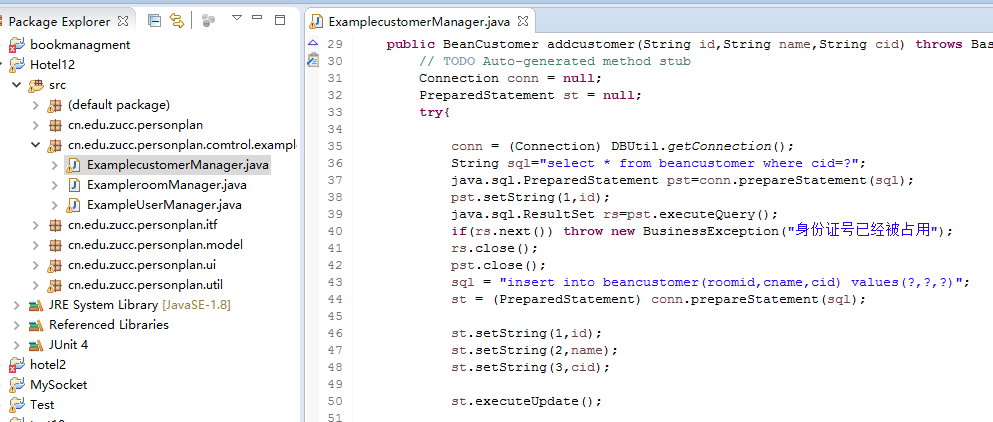 Package Explorer
bookmanagment
Hotel12
src
(default package)
cn.edu.zucc.personplan
cn.edu.zucc.personplan.comtrol.example
ExamplecustomerManager.java
ExampleroomManager.java
ExampleUserManager.java
cn.edu.zucc.personplan.itf
cn.edu.zucc.personplan.model
cn.edu.zucc.personplan.ui
cn.edu.zucc.personplan.util
JRE System Library [JavaSE-1.8]
Referenced Libraries
JUnit 4
hotel2
MySocket
Test
ExamplecustomerManager.java
29 public BeanCustomer addcustomer(String id,String name,String cid) throws Bas
30 // TODO Auto-generated method stub
31 Connection conn = null;
32 PreparedStatement st = null;
33 try{
34
35 conn = (Connection) DBUtil.getConnection();
36 String sql="select * from beancustomer where cid=?";
37 java.sql.PreparedStatement pst=conn.prepareStatement(sql);
38 pst.setString(1,id);
39 java.sql.ResultSet rs=pst.executeQuery();
40 if(rs.next()) throw new BusinessException("身份证号已经被占用");
41 rs.close();
42 pst.close();
43 sql = "insert into beancustomer(roomid,cname,cid) values(?,?,?)";
44 st = (PreparedStatement) conn.prepareStatement(sql);
45
46 st.setString(1,id);
47 st.setString(2,name);
48 st.setString(3,cid);
49
50 st.executeUpdate();
51